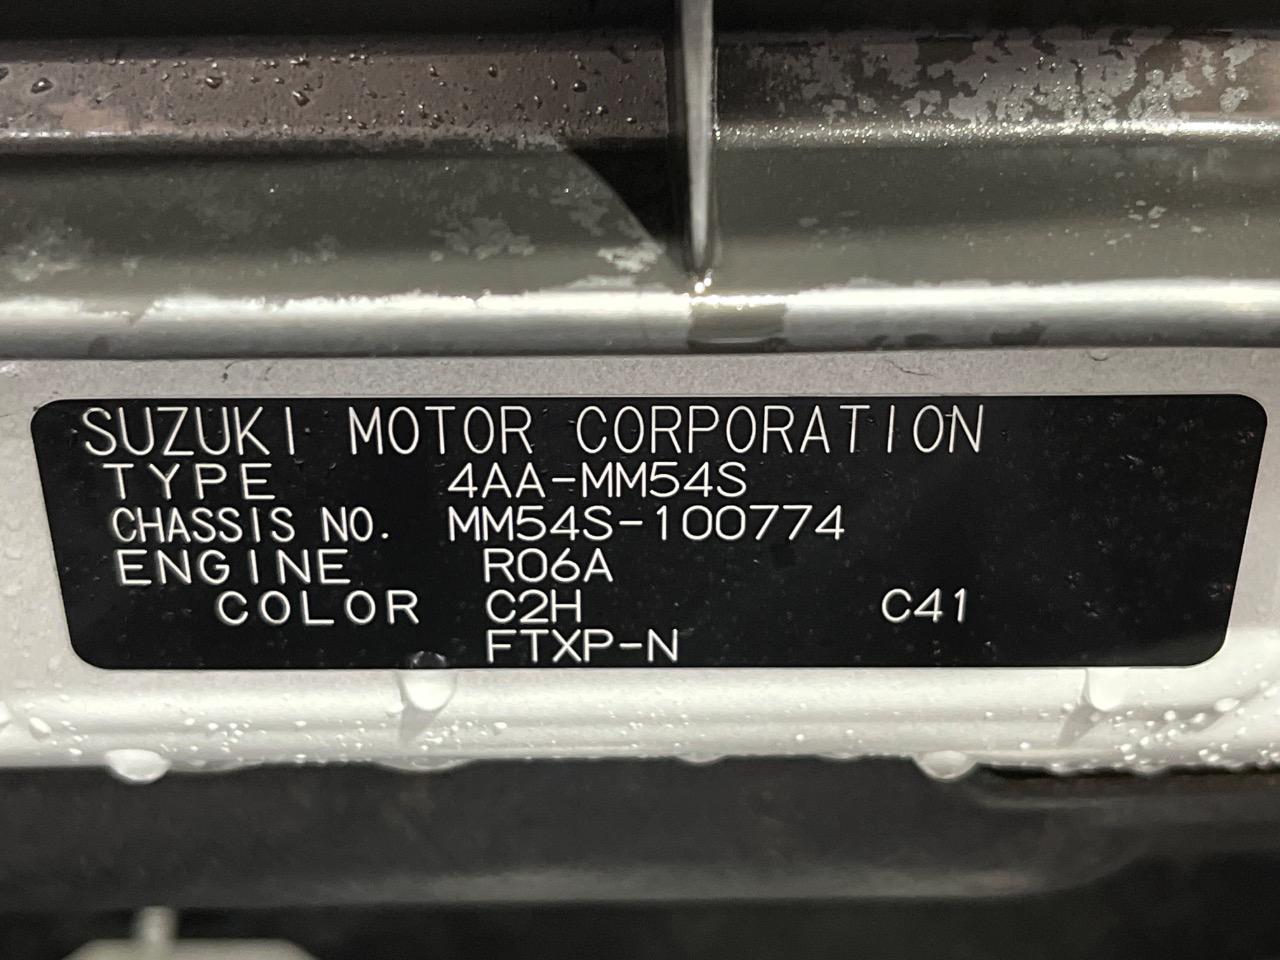 SUZUKI MOTOR CORPORATION
TYPE 4AA-MM54S
CHASSIS NO. MM54S-100774
ENGINE R06A
COLOR C2H C41
FTXP-N